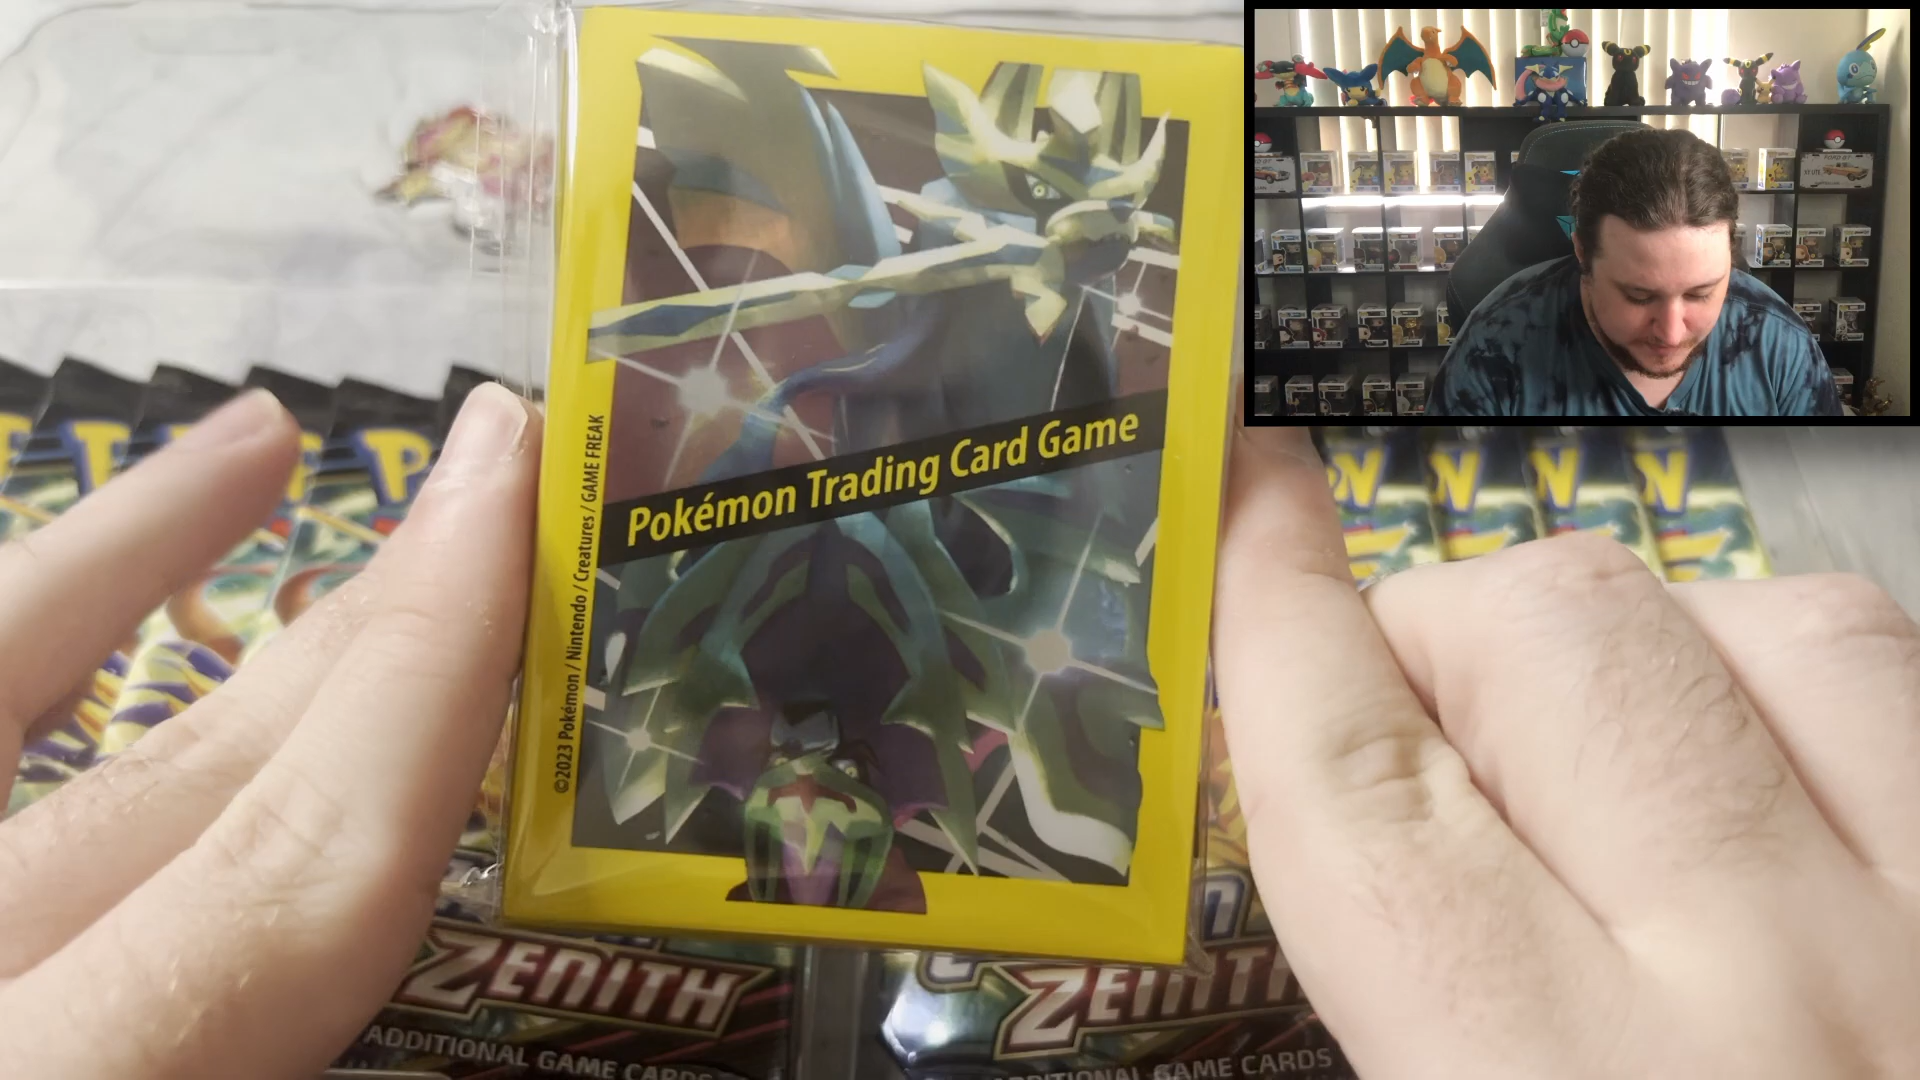 Pokémon Trading Card Game
©2023 Pokémon / Nintendo / Creatures / GAME FREAK
ZENITH
ADDITIONAL GAME CARDS
ZENITH
ADDITIONAL GAME CARDS